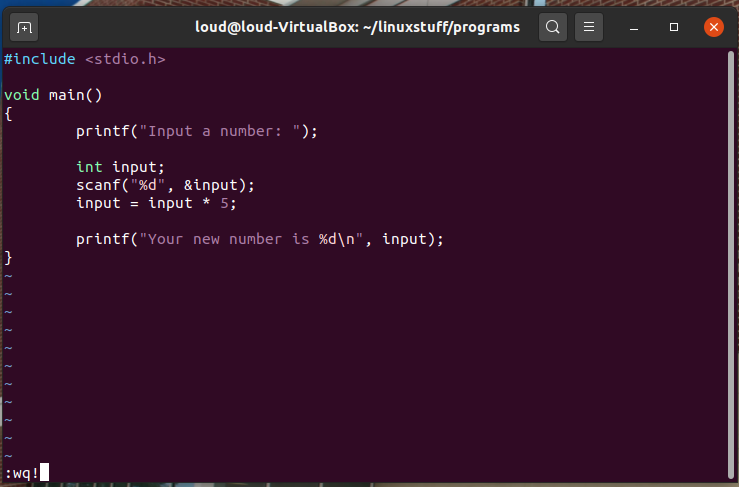 loud@loud-VirtualBox: ~/linuxstuff/programs
#include <stdio.h>
void main()
{
printf("Input a number: ");
int input;
scanf("%d", &input);
input = input * 5;
printf("Your new number is %d\n", input);
}
~
~
~
~
~
~
~
~
~
~
~
:wq!